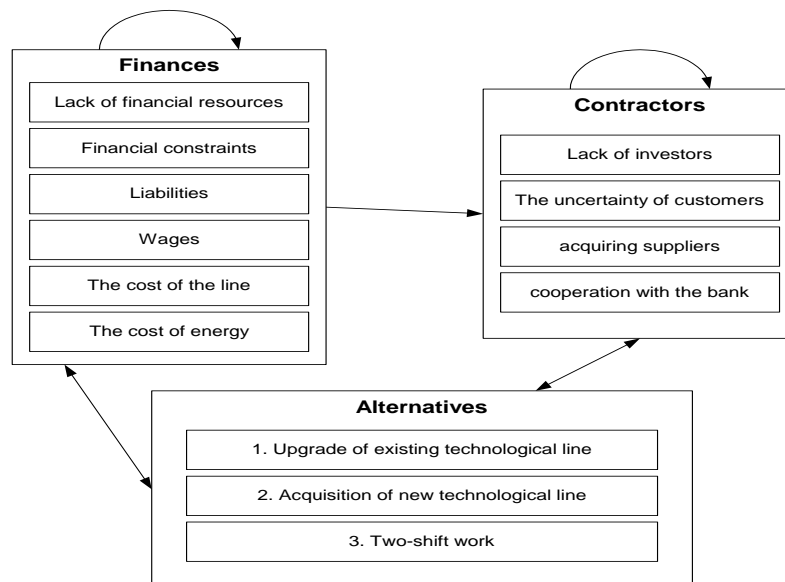 Finances
Lack of financial resources
Financial constraints
Liabilities
Wages
The cost of the line
The cost of energy
Contractors
Lack of investors
The uncertainty of customers
acquiring suppliers
cooperation with the bank
Alternatives
1. Upgrade of existing technological line
2. Acquisition of new technological line
3. Two-shift work